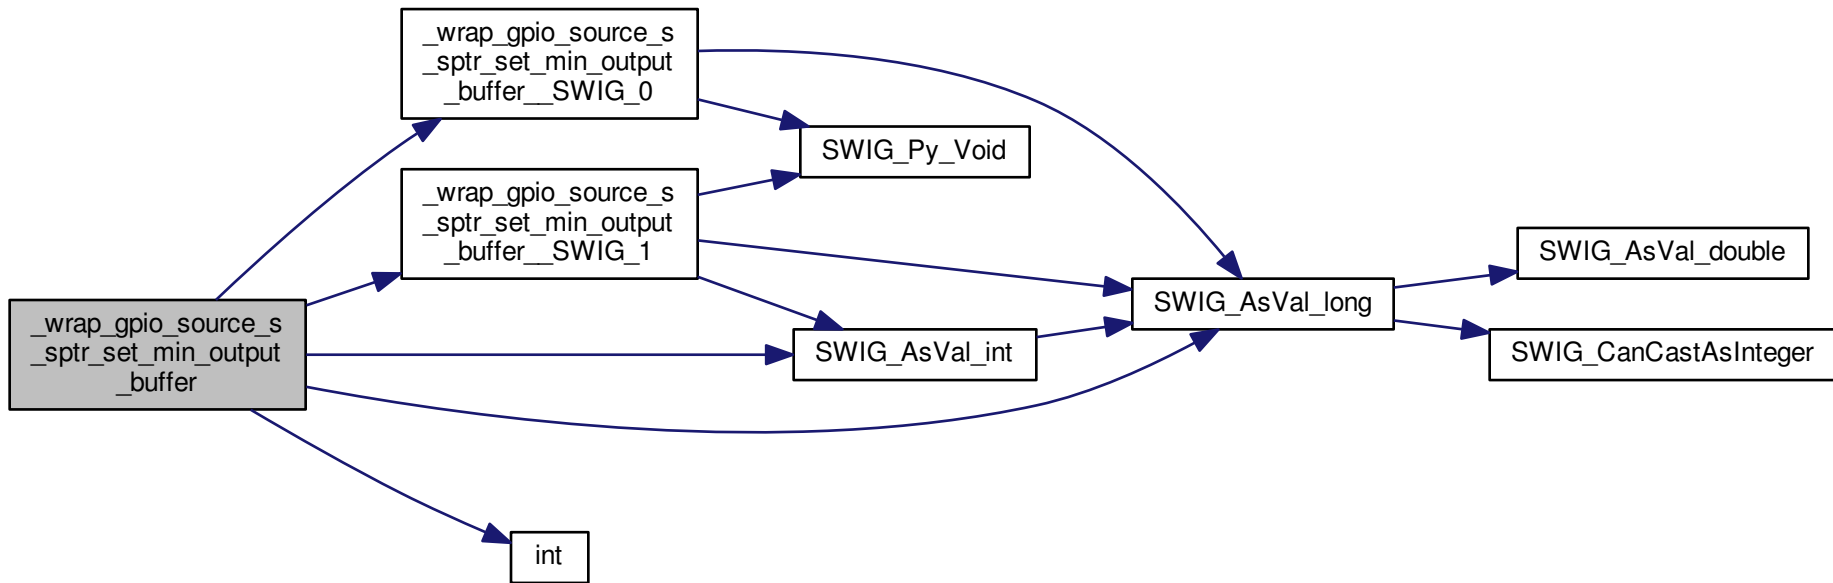 _wrap_gpio_source_s
_sptr_set_min_output
_buffer__SWIG_0
SWIG_Py_Void
_wrap_gpio_source_s
_sptr_set_min_output
_buffer__SWIG_1
SWIG_AsVal_double
SWIG_AsVal_long
_wrap_gpio_source_s
_sptr_set_min_output
_buffer
SWIG_AsVal_int
SWIG_CanCastAsInteger
int